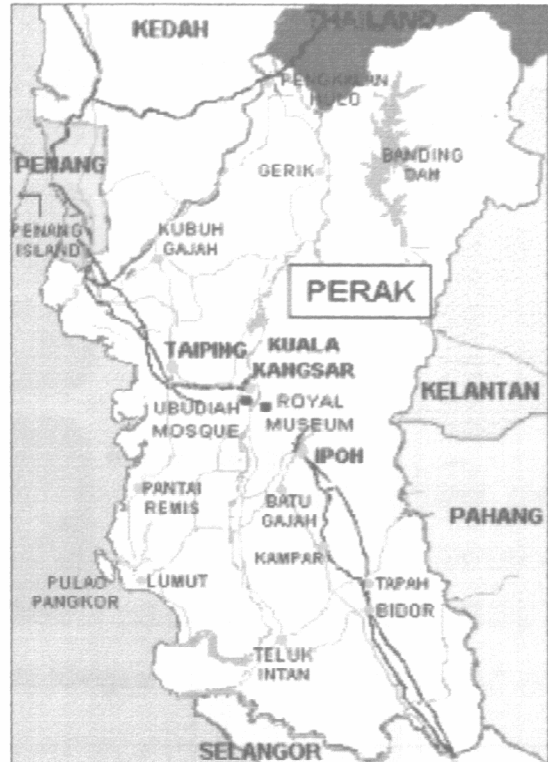 THAILAND
KEDAH
PENGKALAN
HULO
PENANG
GERIK
BANDING
DAM
PENANG
ISLAND
KUBUH
GAJAH
PERAK
TAIPING
KUALA
KANGSAR
KELANTAN
UBUDIAH
MOSQUE
ROYAL
MUSEUM
IPOH
PANTAI
REMIS
BATU
GAJAH
PAHANG
KAMPAR
PULAO
PANGKOR
LUMUT
TAPAH
BIDOR
TELUK
INTAN
SELANGOR